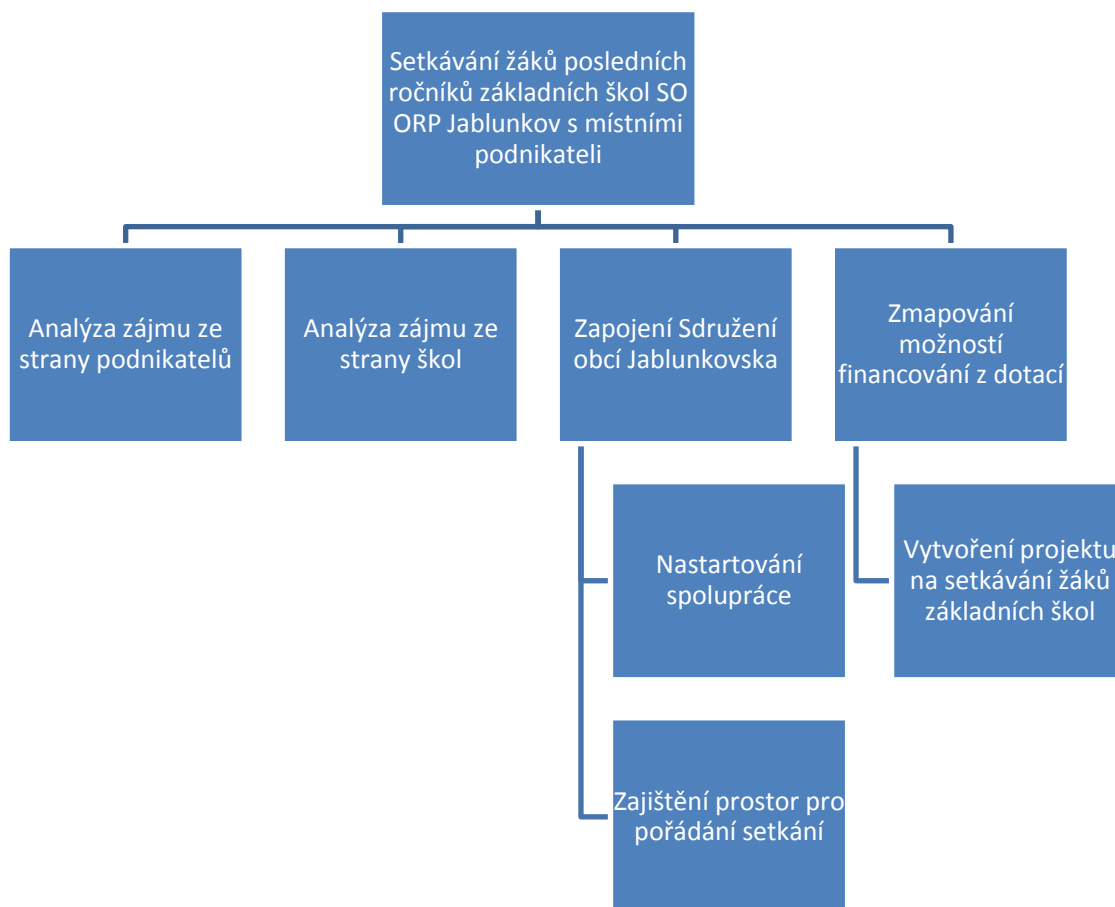 Setkávání žáků posledních
ročníků základních škol SO
ORP Jablunkov s místními
podnikateli
Analýza zájmu ze
strany podnikatelů
Analýza zájmu ze
strany škol
Zapojení Sdružení
obcí Jablunkovska
Zmapování
možností
financování z dotací
Nastartování
spolupráce
Vytvoření projektu
na setkávání žáků
základních škol
Zajištění prostor pro
pořádání setkání